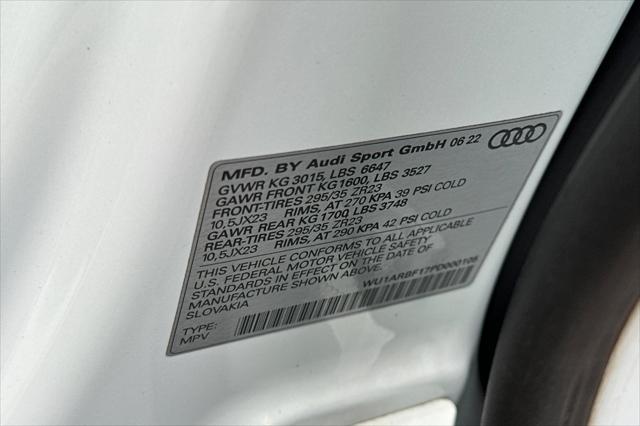 MFD. BY Audi Sport GmbH 06 22
GVWR KG 3015, LBS 6647
GAWR FRONT KG 1600, LBS 3527
FRONT-TIRES 295/35 ZR23
10,5JX23 RIMS, AT 270 KPA 39 PSI COLD
GAWR REAR KG 1700, LBS 3748
REAR-TIRES 295/35 ZR23
10,5JX23 RIMS, AT 290 KPA 42 PSI COLD
THIS VEHICLE CONFORMS TO ALL APPLICABLE
U.S. FEDERAL MOTOR VEHICLE SAFETY
STANDARDS IN EFFECT ON THE DATE OF
MANUFACTURE SHOWN ABOVE.
SLOVAKIA
WU1ARBF17PD000105
TYPE:
MPV